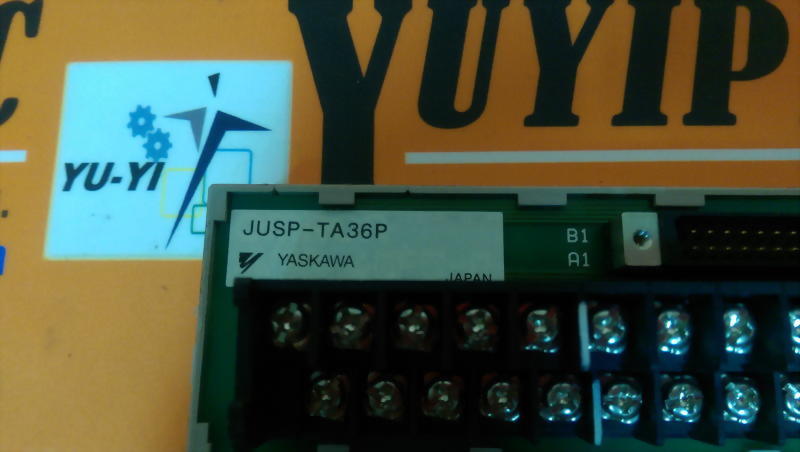 YUYIP
YU-YI
JUSP-TA36P
YASKAWA
JAPAN
B1
A1